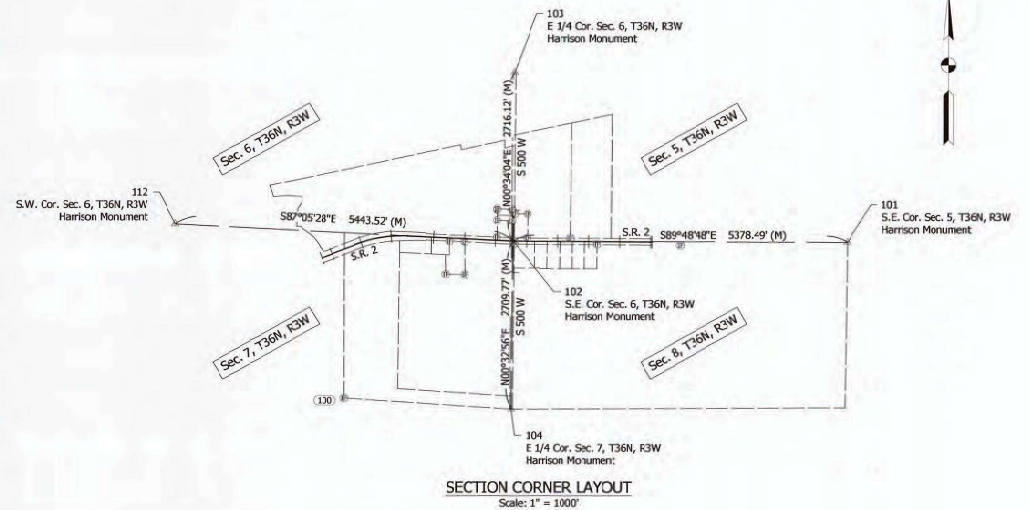 103
E 1/4 Cor. Sec. 6, T36N, R3W
Harrison Monument
Sec. 6, T36N, R3W
Sec. 5, T36N, R3W
N00°34'04"E 2716.12' (M)
S 500 W
112
S.W. Cor. Sec. 6, T36N, R3W
Harrison Monument
S87°05'28"E 5443.52' (M)
S.R. 2
S.R. 2
S89°48'48"E 5378.49' (M)
101
S.E. Cor. Sec. 5, T36N, R3W
Harrison Monument
102
S.E. Cor. Sec. 6, T36N, R3W
Harrison Monument
N00°32'56"E 2709.77' (M)
S 500 W
Sec. 7, T36N, R3W
Sec. 8, T36N, R3W
104
E 1/4 Cor. Sec. 7, T36N, R3W
Harrison Monument
SECTION CORNER LAYOUT
Scale: 1" = 1000'